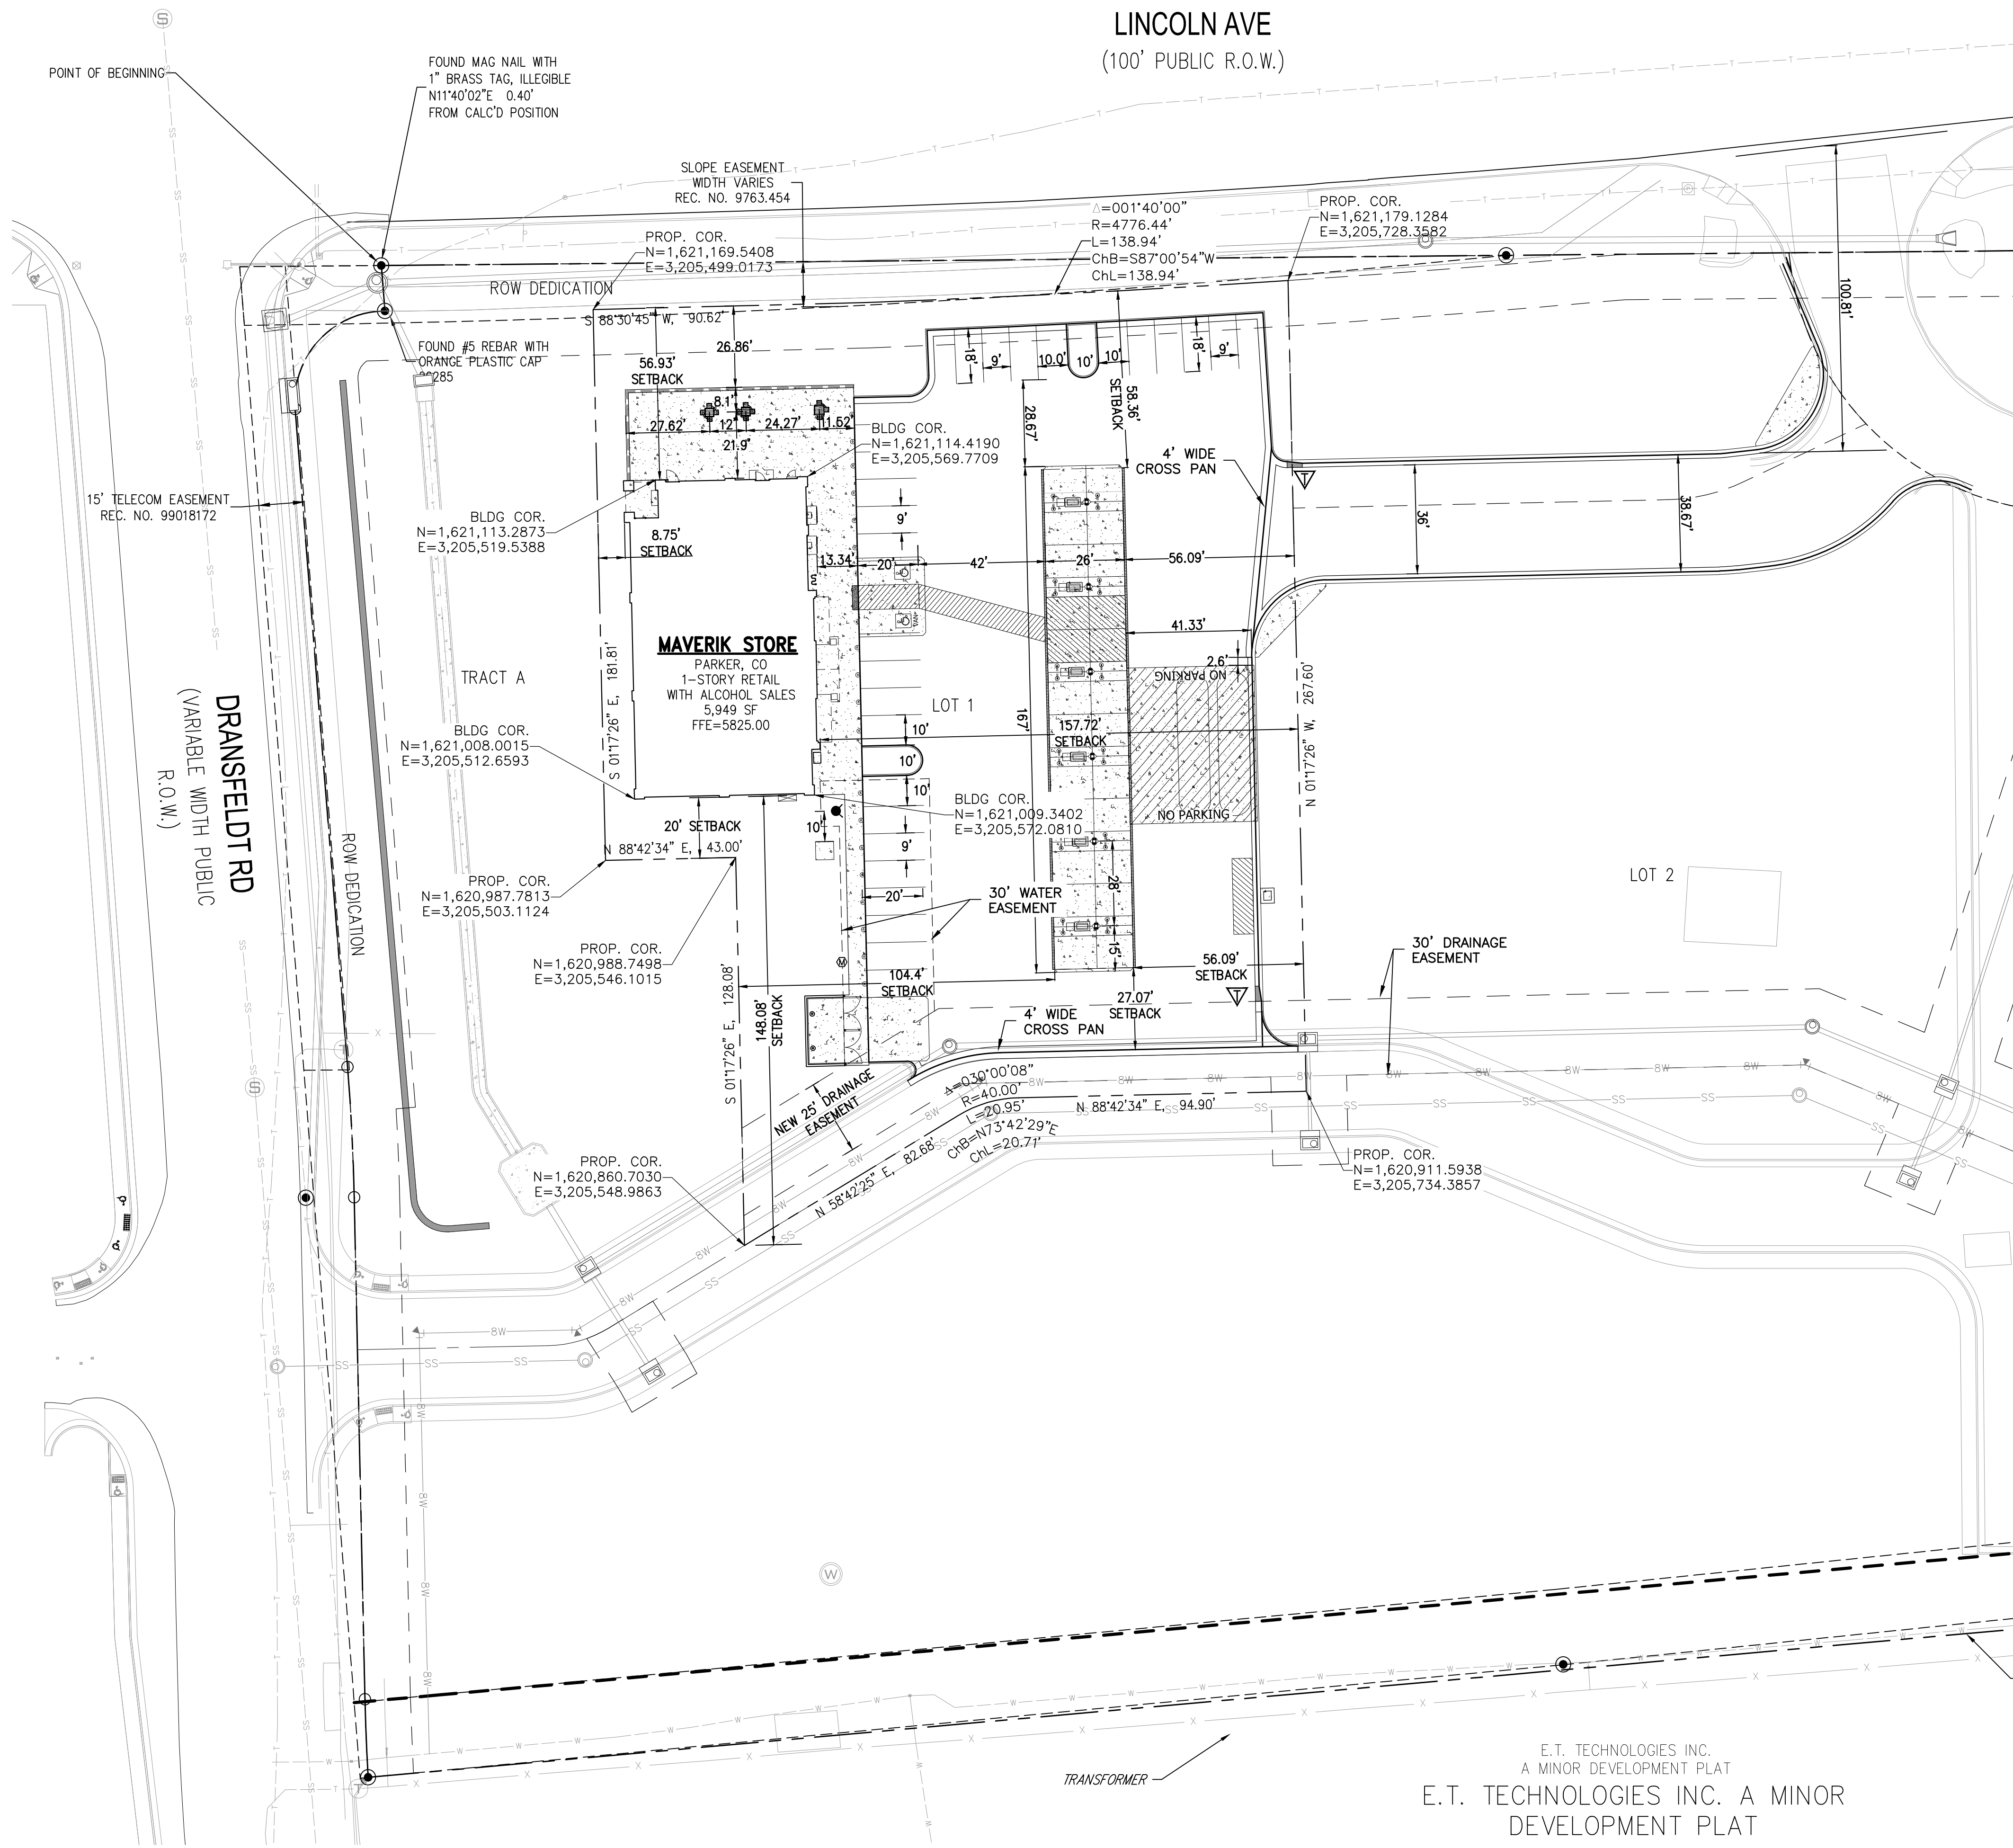 LINCOLN AVE
(100' PUBLIC R.O.W.)
POINT OF BEGINNING
FOUND MAG NAIL WITH
1" BRASS TAG, ILLEGIBLE
N11°40'02"E 0.40'
FROM CALC'D POSITION
SLOPE EASEMENT
WIDTH VARIES
REC. NO. 9763.454
PROP. COR.
N=1,621,169.5408
E=3,205,499.0173
Δ=001°40'00"
R=4776.44'
L=138.94'
ChB=S87°00'54"W
ChL=138.94'
PROP. COR.
N=1,621,179.1284
E=3,205,728.3582
ROW DEDICATION
S 88°30'45" W, 90.62'
FOUND #5 REBAR WITH
ORANGE PLASTIC CAP
56.93'
SETBACK
26.86'
18'
9'
10.0'
10'
10'
18'
9'
58.36'
SETBACK
28.67'
100.81'
8.1'
27.62'
12'
24.27'
11.52'
21.9'
BLDG COR.
N=1,621,114.4190
E=3,205,569.7709
4' WIDE
CROSS PAN
15' TELECOM EASEMENT
REC. NO. 99018172
BLDG COR.
N=1,621,113.2873
E=3,205,519.5388
8.75'
SETBACK
9'
13.34'
20'
42'
26'
56.09'
36'
38.67'
41.33'
2.6'
NO PARKING
MAVERIK STORE
PARKER, CO
1-STORY RETAIL
WITH ALCOHOL SALES
5,949 SF
FFE=5825.00
TRACT A
S 01°17'26" E, 181.81'
LOT 1
167'
157.72'
SETBACK
N 01°17'26" W, 267.60'
DRANSFELDT RD
(VARIABLE WIDTH PUBLIC
R.O.W.)
ROW DEDICATION
BLDG COR.
N=1,621,008.0015
E=3,205,512.6593
10'
10'
10'
BLDG COR.
N=1,621,009.3402
E=3,205,572.0810
NO PARKING
20' SETBACK
10'
9'
N 88°42'34" E, 43.00'
PROP. COR.
N=1,620,987.7813
E=3,205,503.1124
20'
30' WATER
EASEMENT
28'
15'
LOT 2
PROP. COR.
N=1,620,988.7498
E=3,205,546.1015
M
104.4'
SETBACK
56.09'
SETBACK
30' DRAINAGE
EASEMENT
27.07'
SETBACK
4' WIDE
CROSS PAN
S 01°17'26" E, 128.08'
148.08'
SETBACK
NEW 25' DRAINAGE
EASEMENT
Δ=030°00'08"
R=40.00'
L=20.95'
ChB=N73°42'29"E
ChL=20.71'
N 88°42'34" E, 94.90'
N 58°42'25" E, 82.68'
PROP. COR.
N=1,620,860.7030
E=3,205,548.9863
PROP. COR.
N=1,620,911.5938
E=3,205,734.3857
TRANSFORMER
E.T. TECHNOLOGIES INC.
A MINOR DEVELOPMENT PLAT
E.T. TECHNOLOGIES INC. A MINOR
DEVELOPMENT PLAT